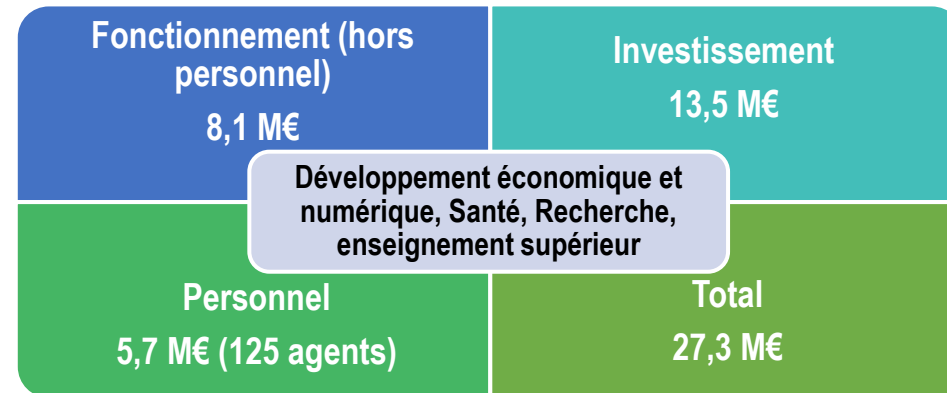 Fonctionnement (hors
personnel)
8,1 M€
Investissement
13,5 M€
Développement économique et
numérique, Santé, Recherche,
enseignement supérieur
Personnel
5,7 M€ (125 agents)
Total
27,3 M€